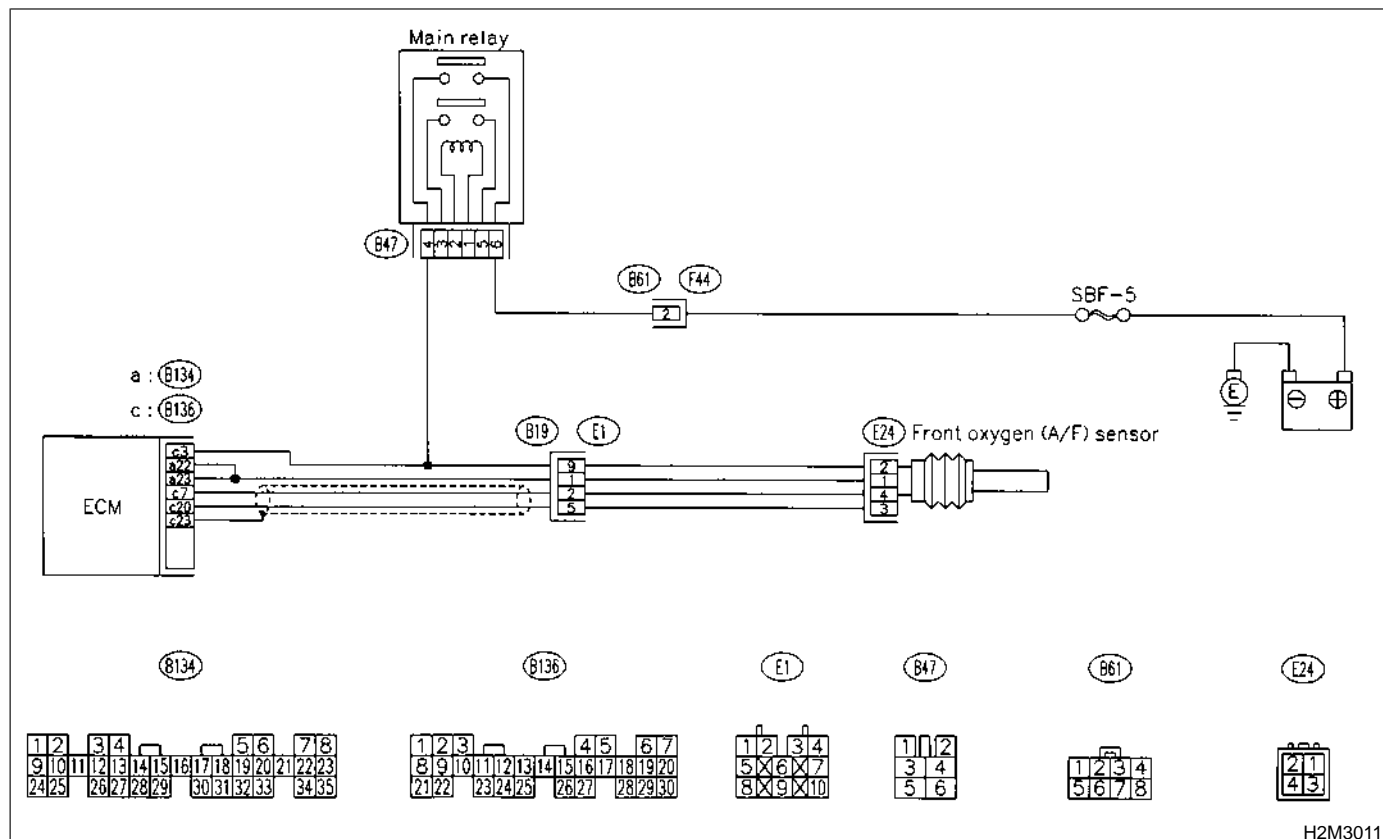 Main relay
B47
4 3 2 1 5 6
B61 F44
2
SBF-5
E
⊖ ⊕
a : B134
c : B136
ECM
c3
a22
a23
c7
c20
c23
B19 E1
9
1
2
5
E24 Front oxygen (A/F) sensor
2
1
4
3
B134 B136 E1 B47 B61 E24
1 2 3 4 5 6 7 8
9 10 11 12 13 14 15 16 17 18 19 20 21 22 23
24 25 26 27 28 29 30 31 32 33 34 35
1 2 3 4 5 6 7
8 9 10 11 12 13 14 15 16 17 18 19 20
21 22 23 24 25 26 27 28 29 30
1 2 3 4
5 6 7
8 9 10
1 2
3 4
5 6
1 2 3 4
5 6 7 8
2 1
4 3
H2M3011